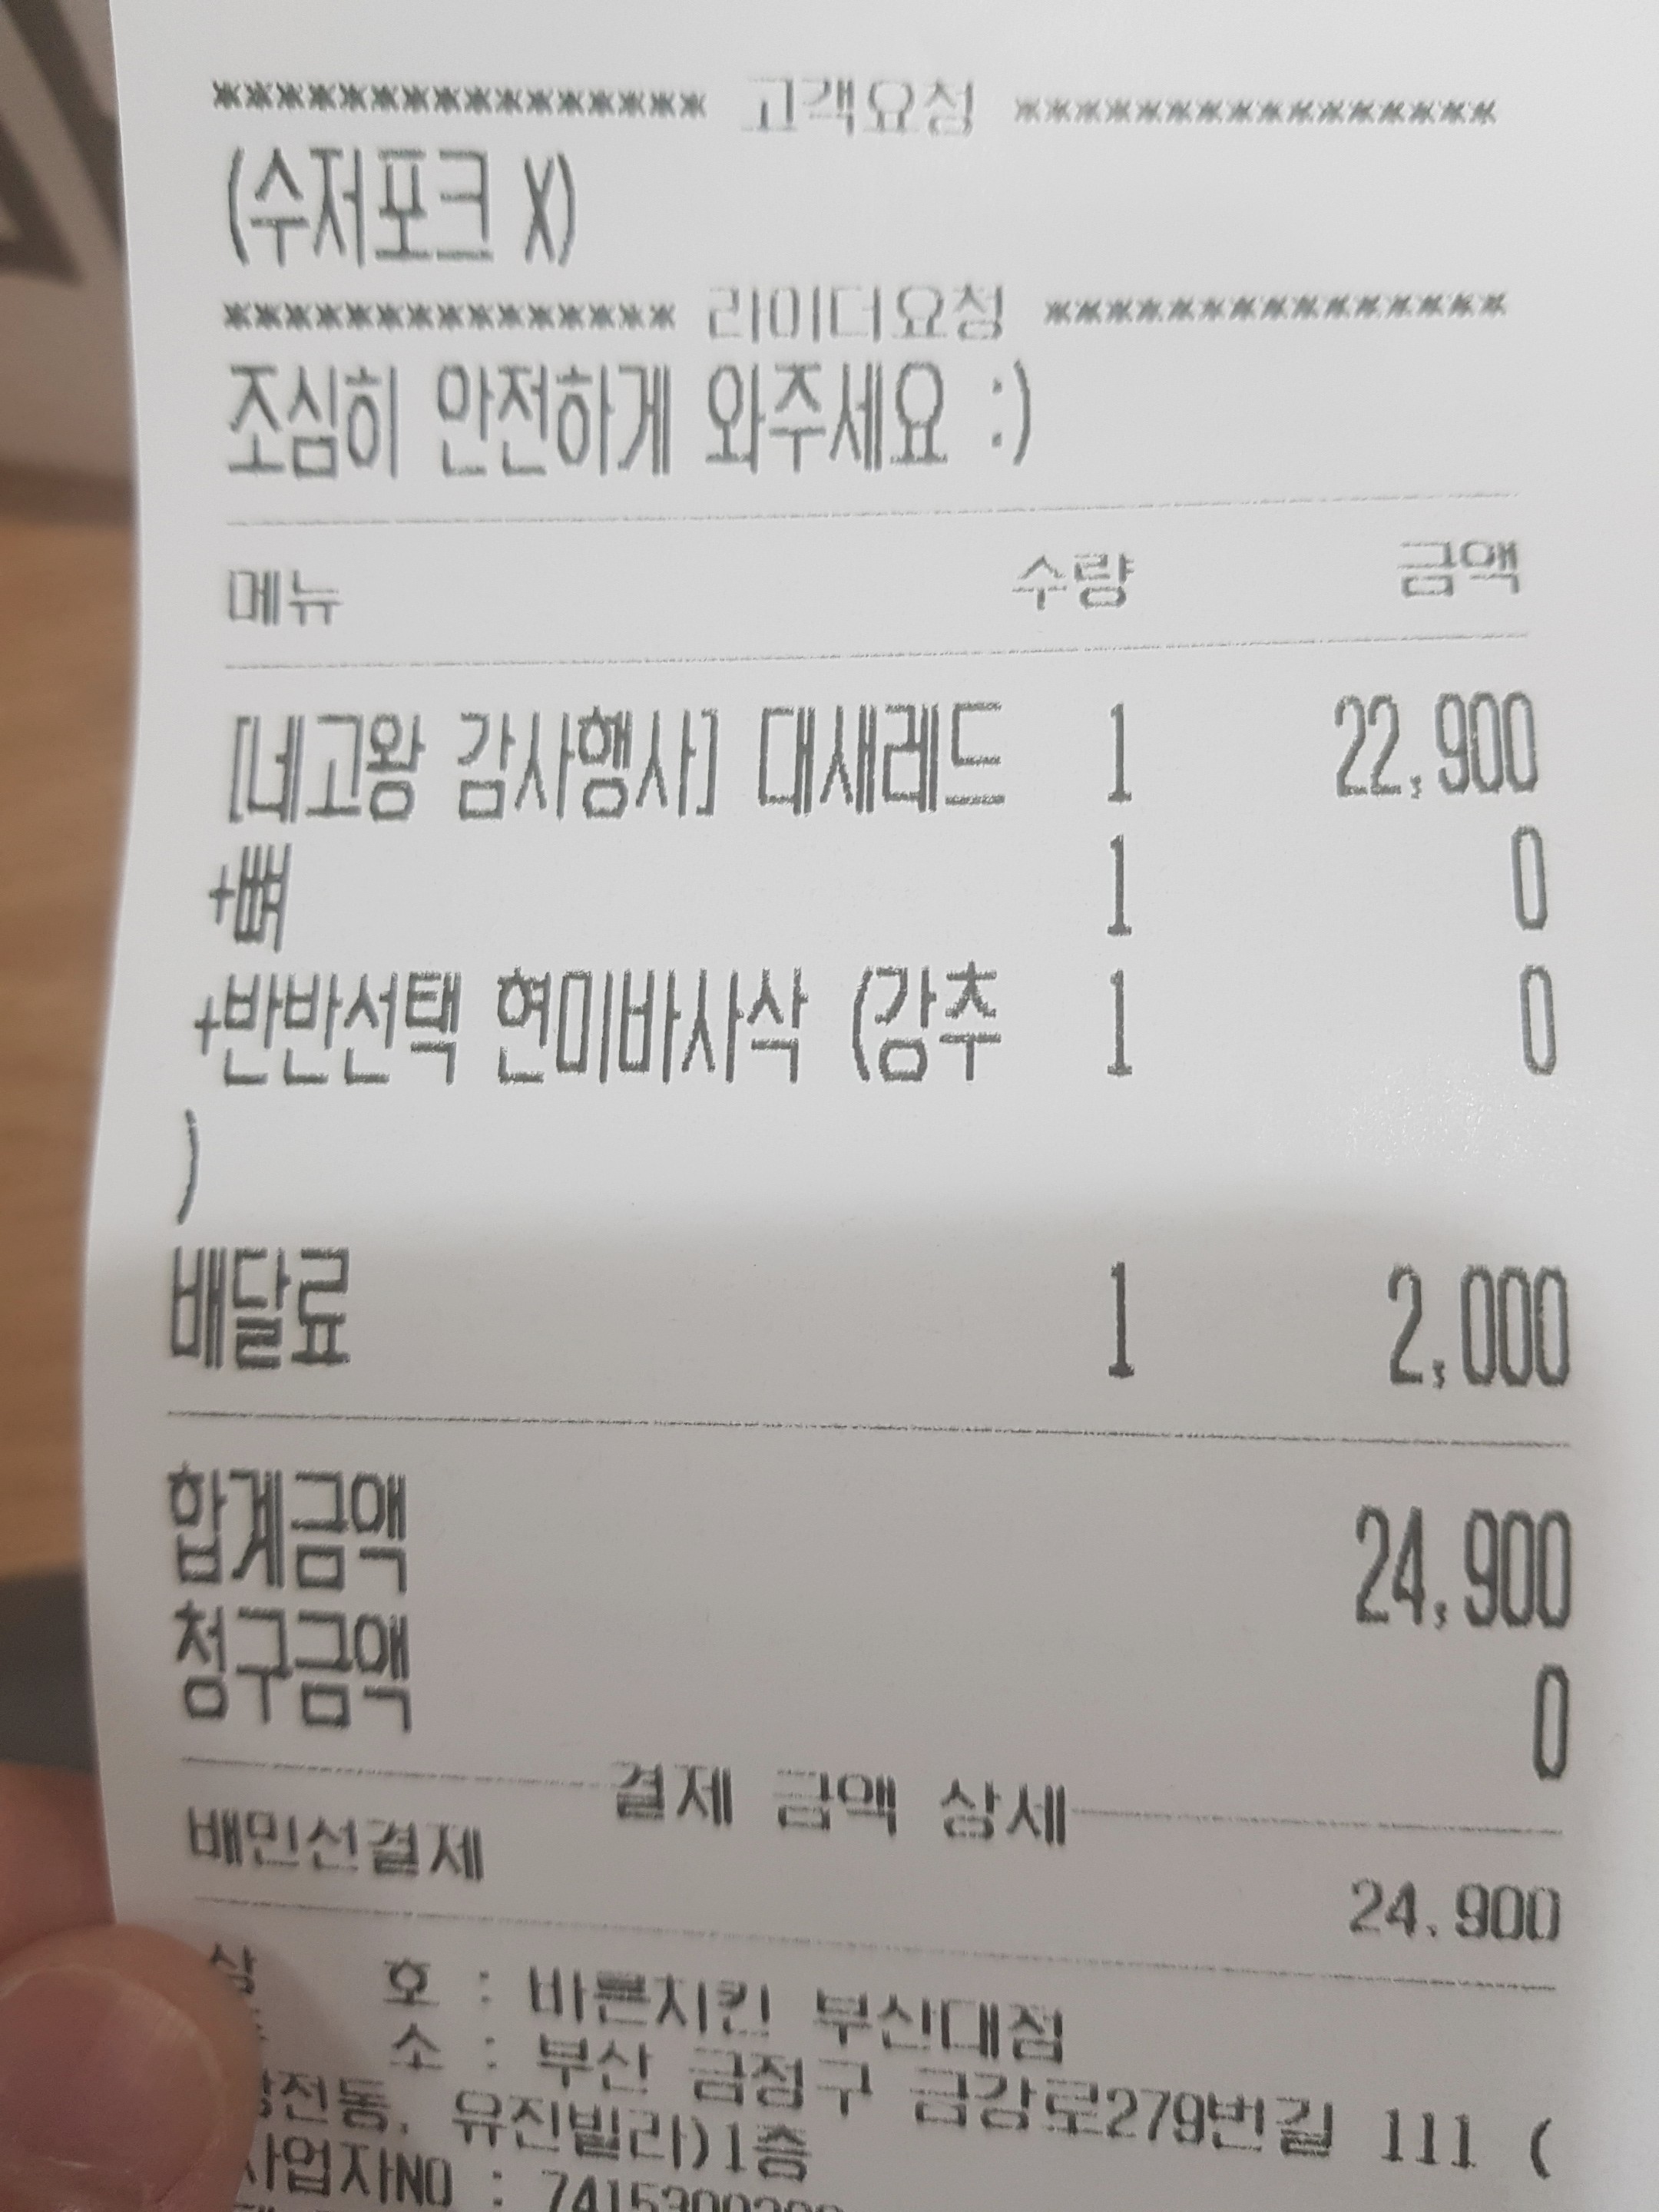 **************** 고객요청 ****************
(수저포크 X)
*************** 라이더요청 ***************
조심히 안전하게 와주세요 :)
메뉴 수량 금액
[네고왕 감사행사] 대새레드 1 22,900
+뼈 1 0
+반반선택 현미바사삭 (강추 1 0
)
배달료 1 2,000
합계금액 24,900
청구금액 0
결제 금액 상세
배민선결제 24,900
상 호 : 바른치킨 부산대점
소 : 부산 금정구 금강로279번길 111 (
장전동, 유진빌라)1층
사업자NO :